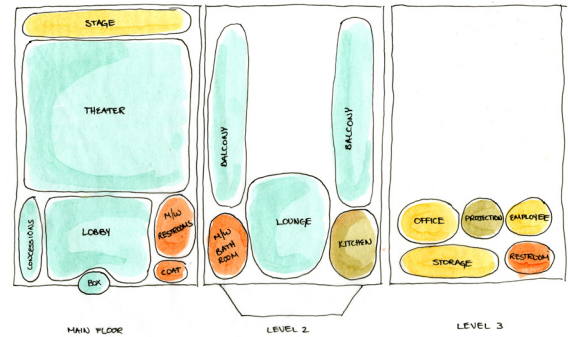 STAGE
THEATER
CONCESSIONS
LOBBY
M/W
RESTROOMS
COAT
BOX
MAIN FLOOR
BALCONY
BALCONY
M/W
BATH
ROOM
LOUNGE
KITCHEN
LEVEL 2
OFFICE
PROJECTION
EMPLOYEE
STORAGE
RESTROOM
LEVEL 3